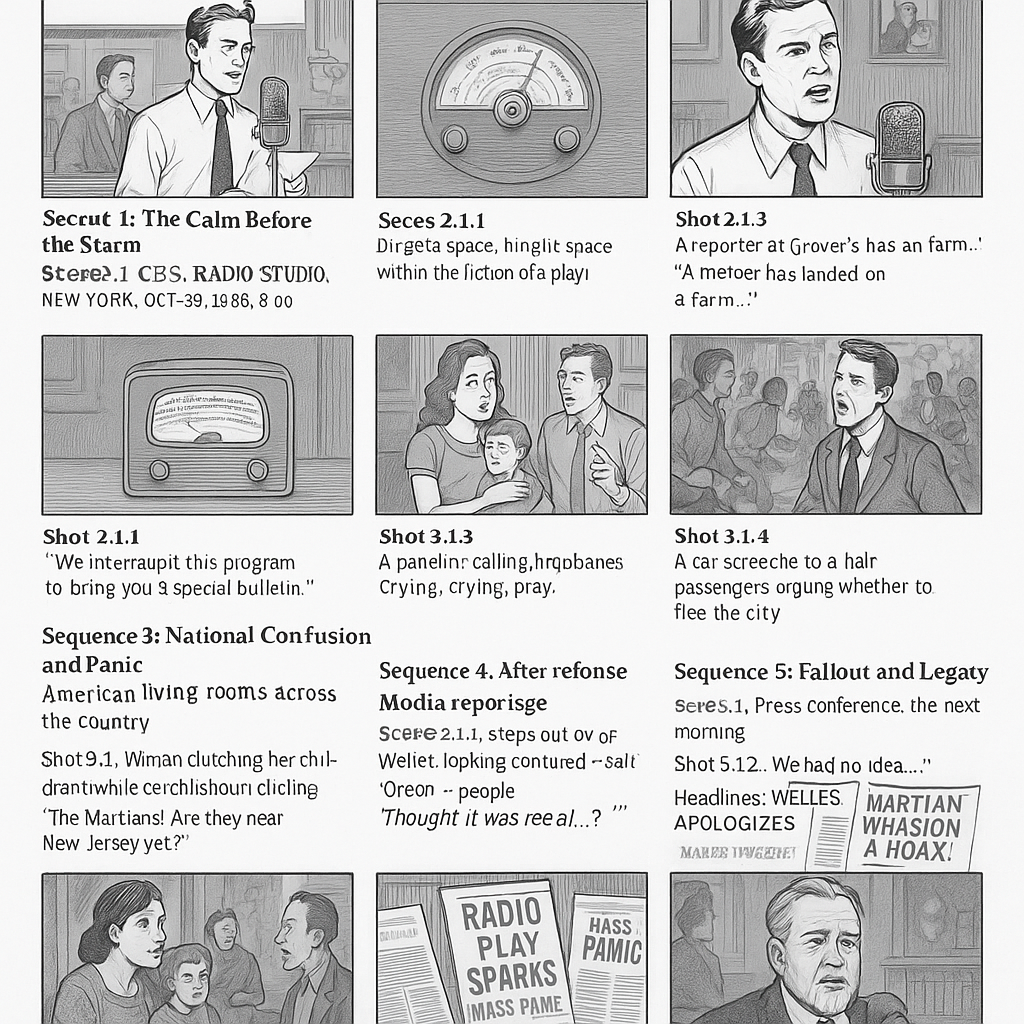 Secrut 1: The Calm Before
the Starm
Stere2.1 CBS. RADIO STUDIO,
NEW YORK, OCT-39, 1986, 8 00
Seces 2.1.1
Dirgeta space, hinglit space
within the fiction of a play
Shot 2.1.3
A reporter at Grover's has an farm..'
"A metoer has landed on
a farm..."
Shot 2.1.1
"We interraupit this program
to bring you a special bulletin."
Shot 3.1.3
A panelinr calling,
Crying, crying, pray.
Shot 3.1.4
A car screeche to a halr
passengers orgung whether to
flee the city
Sequence 3: National Confusion
and Panic
American living rooms across
the country
Shot 9.1, Wiman clutching her chil-
drantiwhile cerchlishouri clicling
'The Martians! Are they near
New Jersey yet?"
Sequence 4. After refonse
Modia reporisge
Scere 2.1.1, steps out ov of
Weliet. lopking contured --salt
'Oreon -- people
'Thought it was ree al...? '"
Sequence 5: Fallout and Legaty
Sere 5.1, Press Conference. the next
morning
Shot 5.12.. We had no idea...."
Headlines: WELLES
APOLOGIZES
MARTIAN
WHASION
A HOAX!
RADIO
PLAY
SPARKS
MASS PAME
HASS
PAMIC